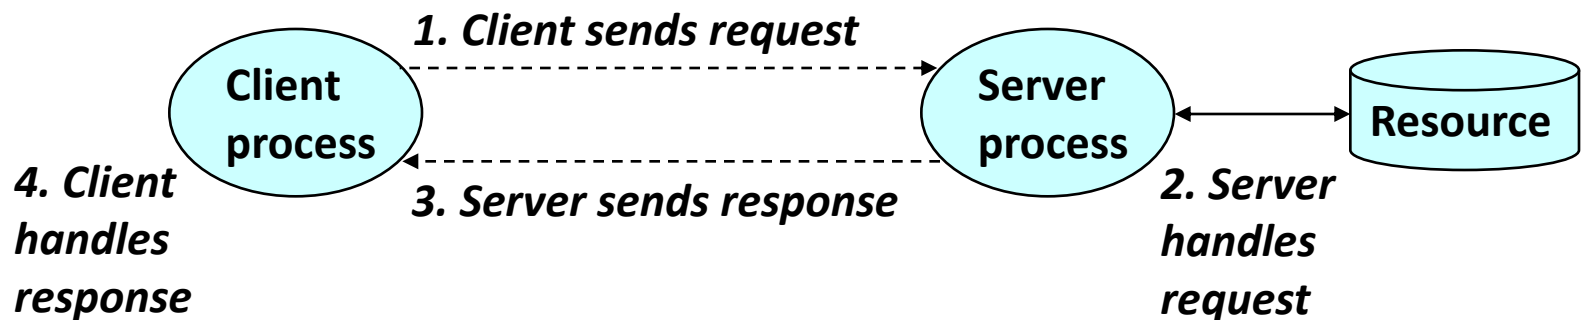 1. Client sends request
Client
process
Server
process
Resource
4. Client
handles
response
3. Server sends response
2. Server
handles
request